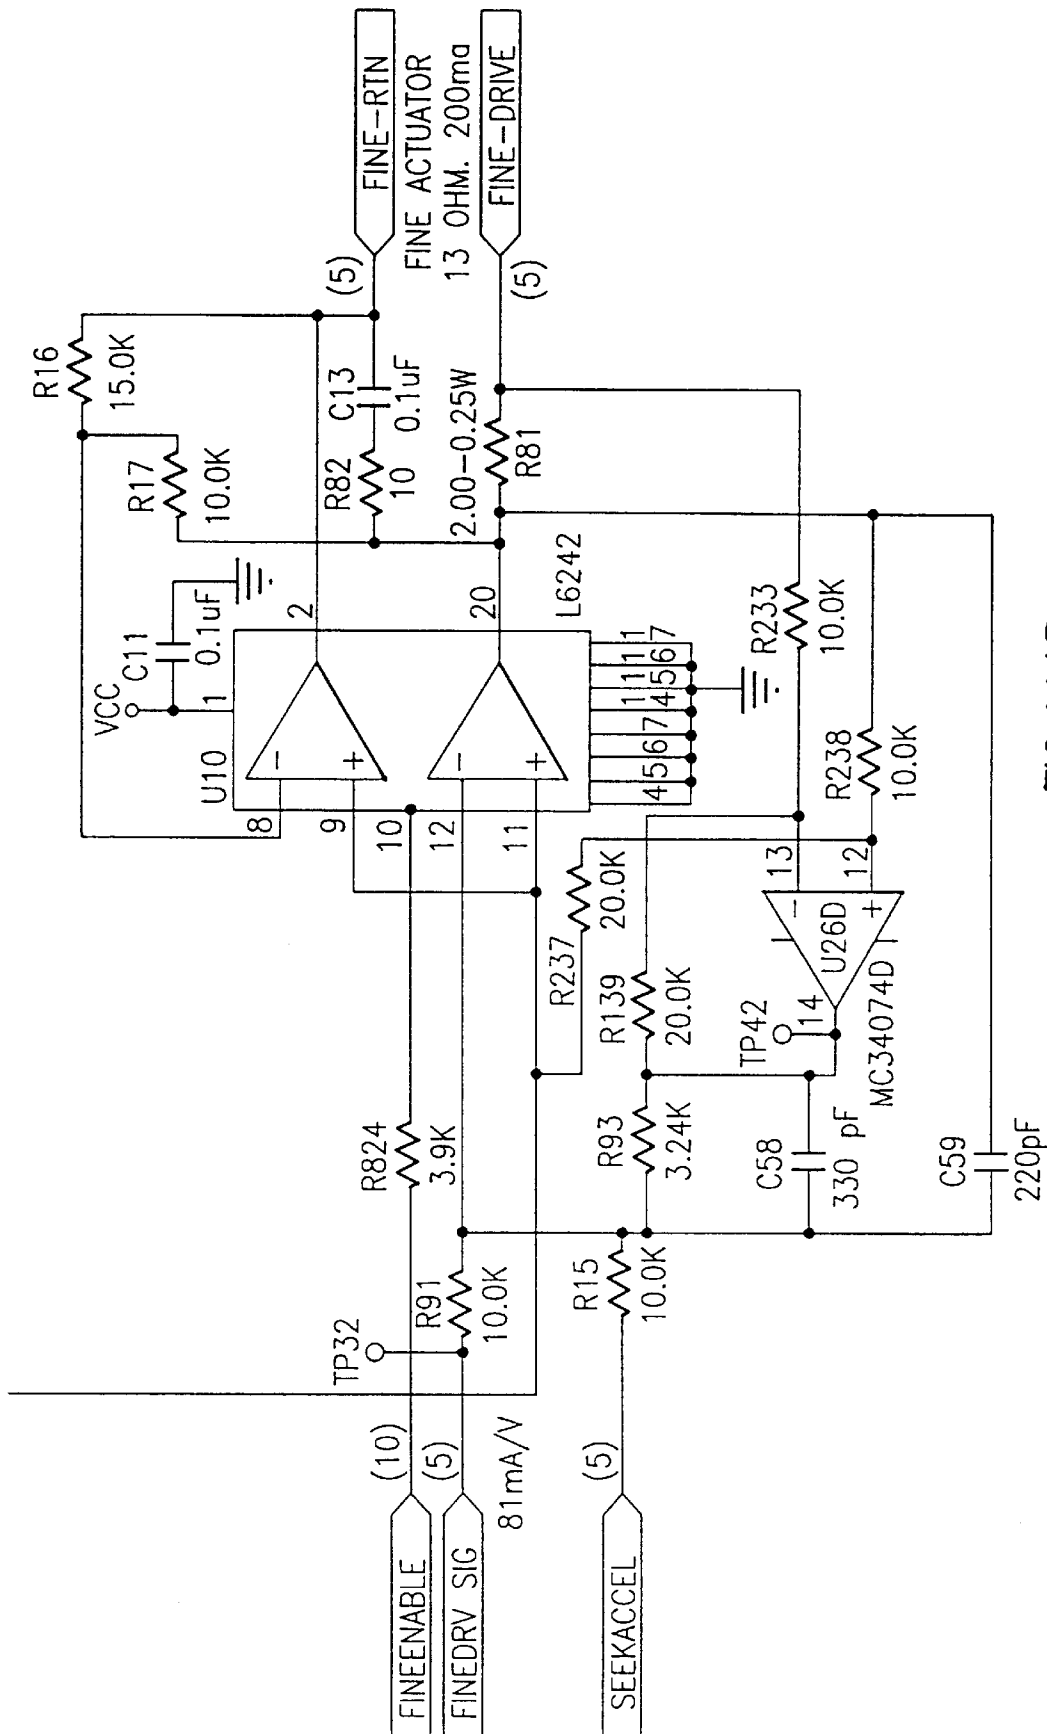 R16
15.0K
R17
10.0K
C11
0.1uF
VCC
1
U10
2
8
9
10
12
11
20
L6242
4 5 6 7 14 15 16 17
R82
10
C13
0.1uF
(5)
FINE-RTN
FINE ACTUATOR
13 OHM. 200ma
FINE-DRIVE
(5)
2.00-0.25W
R81
FINEENABLE
(10)
R824
3.9K
TP32
FINEDRV SIG
(5)
81mA/V
R91
10.0K
SEEKACCEL
(5)
R15
10.0K
R237
20.0K
R139
20.0K
R93
3.24K
C58
330 pF
TP42
14
13
12
U26D
MC34074D
R233
10.0K
R238
10.0K
C59
220pF